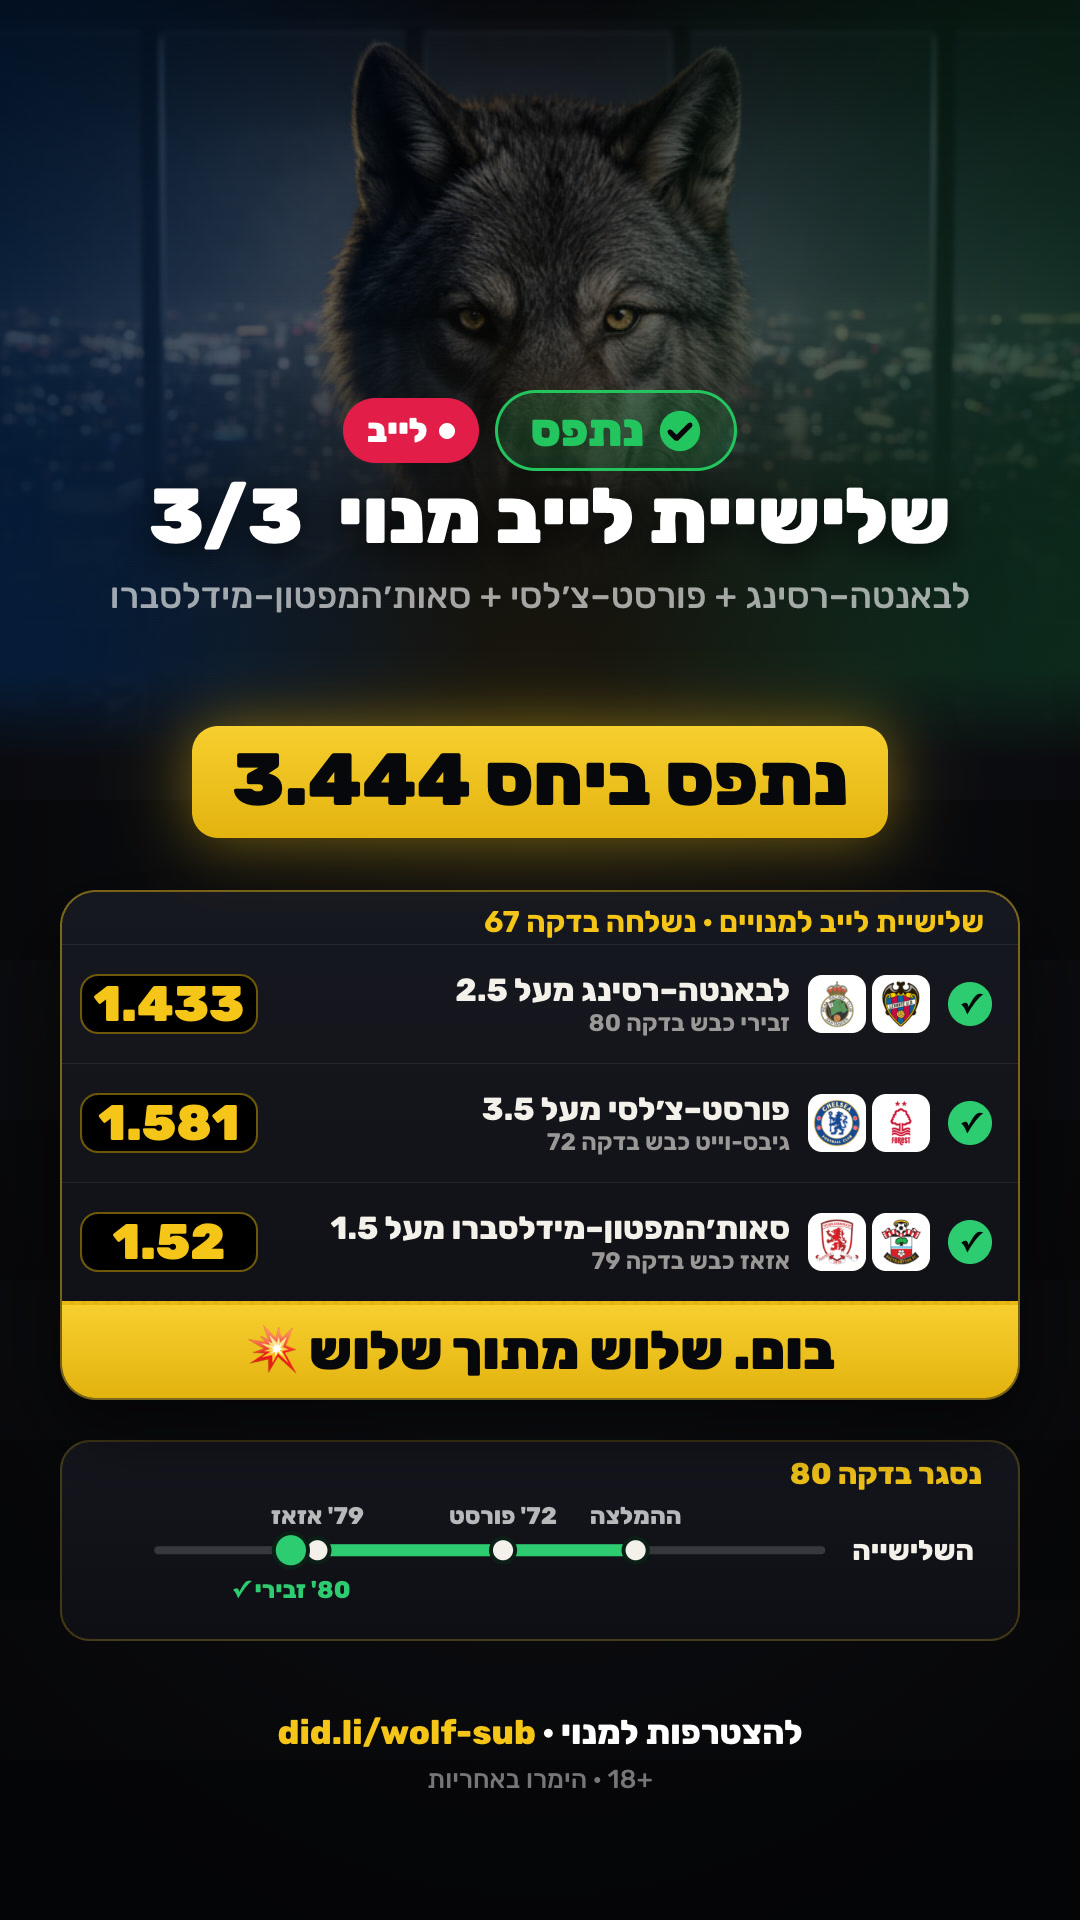 נתפס
לייב
שלישיית לייב מנוי 3/3
לבאנטה-רסינג + פורסט-צ'לסי + סאות'המפטון-מידלסברו
נתפס ביחס 3.444
שלישיית לייב למנויים • נשלחה בדקה 67
לבאנטה-רסינג מעל 2.5
זבירי כבש בדקה 80
1.433
פורסט-צ'לסי מעל 3.5
גיבס-וייט כבש בדקה 72
1.581
CHELSEA
FOOTBALL CLUB
FOREST
סאות'המפטון-מידלסברו מעל 1.5
אזאז כבש בדקה 79
1.52
בום. שלוש מתוך שלוש 💥
נסגר בדקה 80
ההמלצה
72' פורסט
79' אזאז
השלישייה
80' זבירי ✓
להצטרפות למנוי • did.li/wolf-sub
18+ • הימרו באחריות